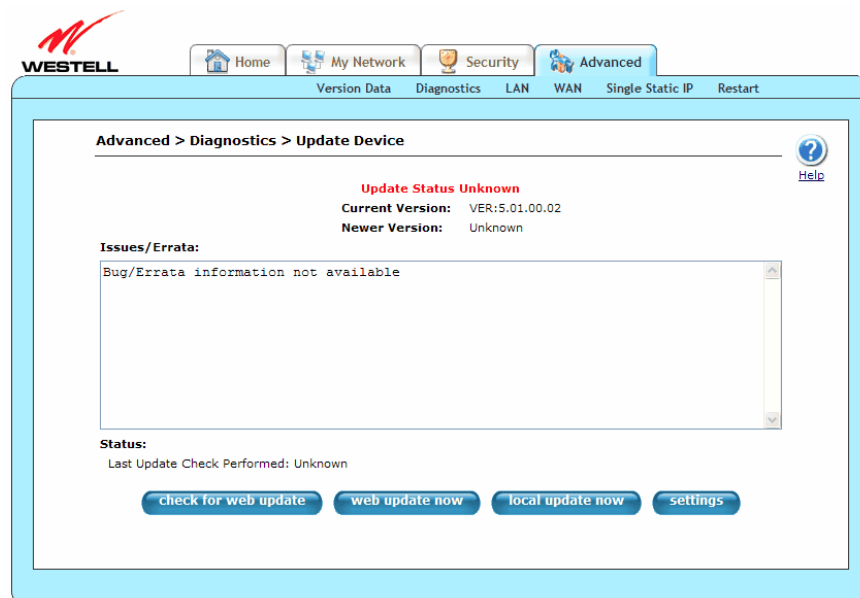 WESTELL
Home My Network Security Advanced
Version Data Diagnostics LAN WAN Single Static IP Restart
Advanced > Diagnostics > Update Device
Help
Update Status Unknown
Current Version: VER:5.01.00.02
Newer Version: Unknown
Issues/Errata:
Bug/Errata information not available
Status:
Last Update Check Performed: Unknown
check for web update web update now local update now settings